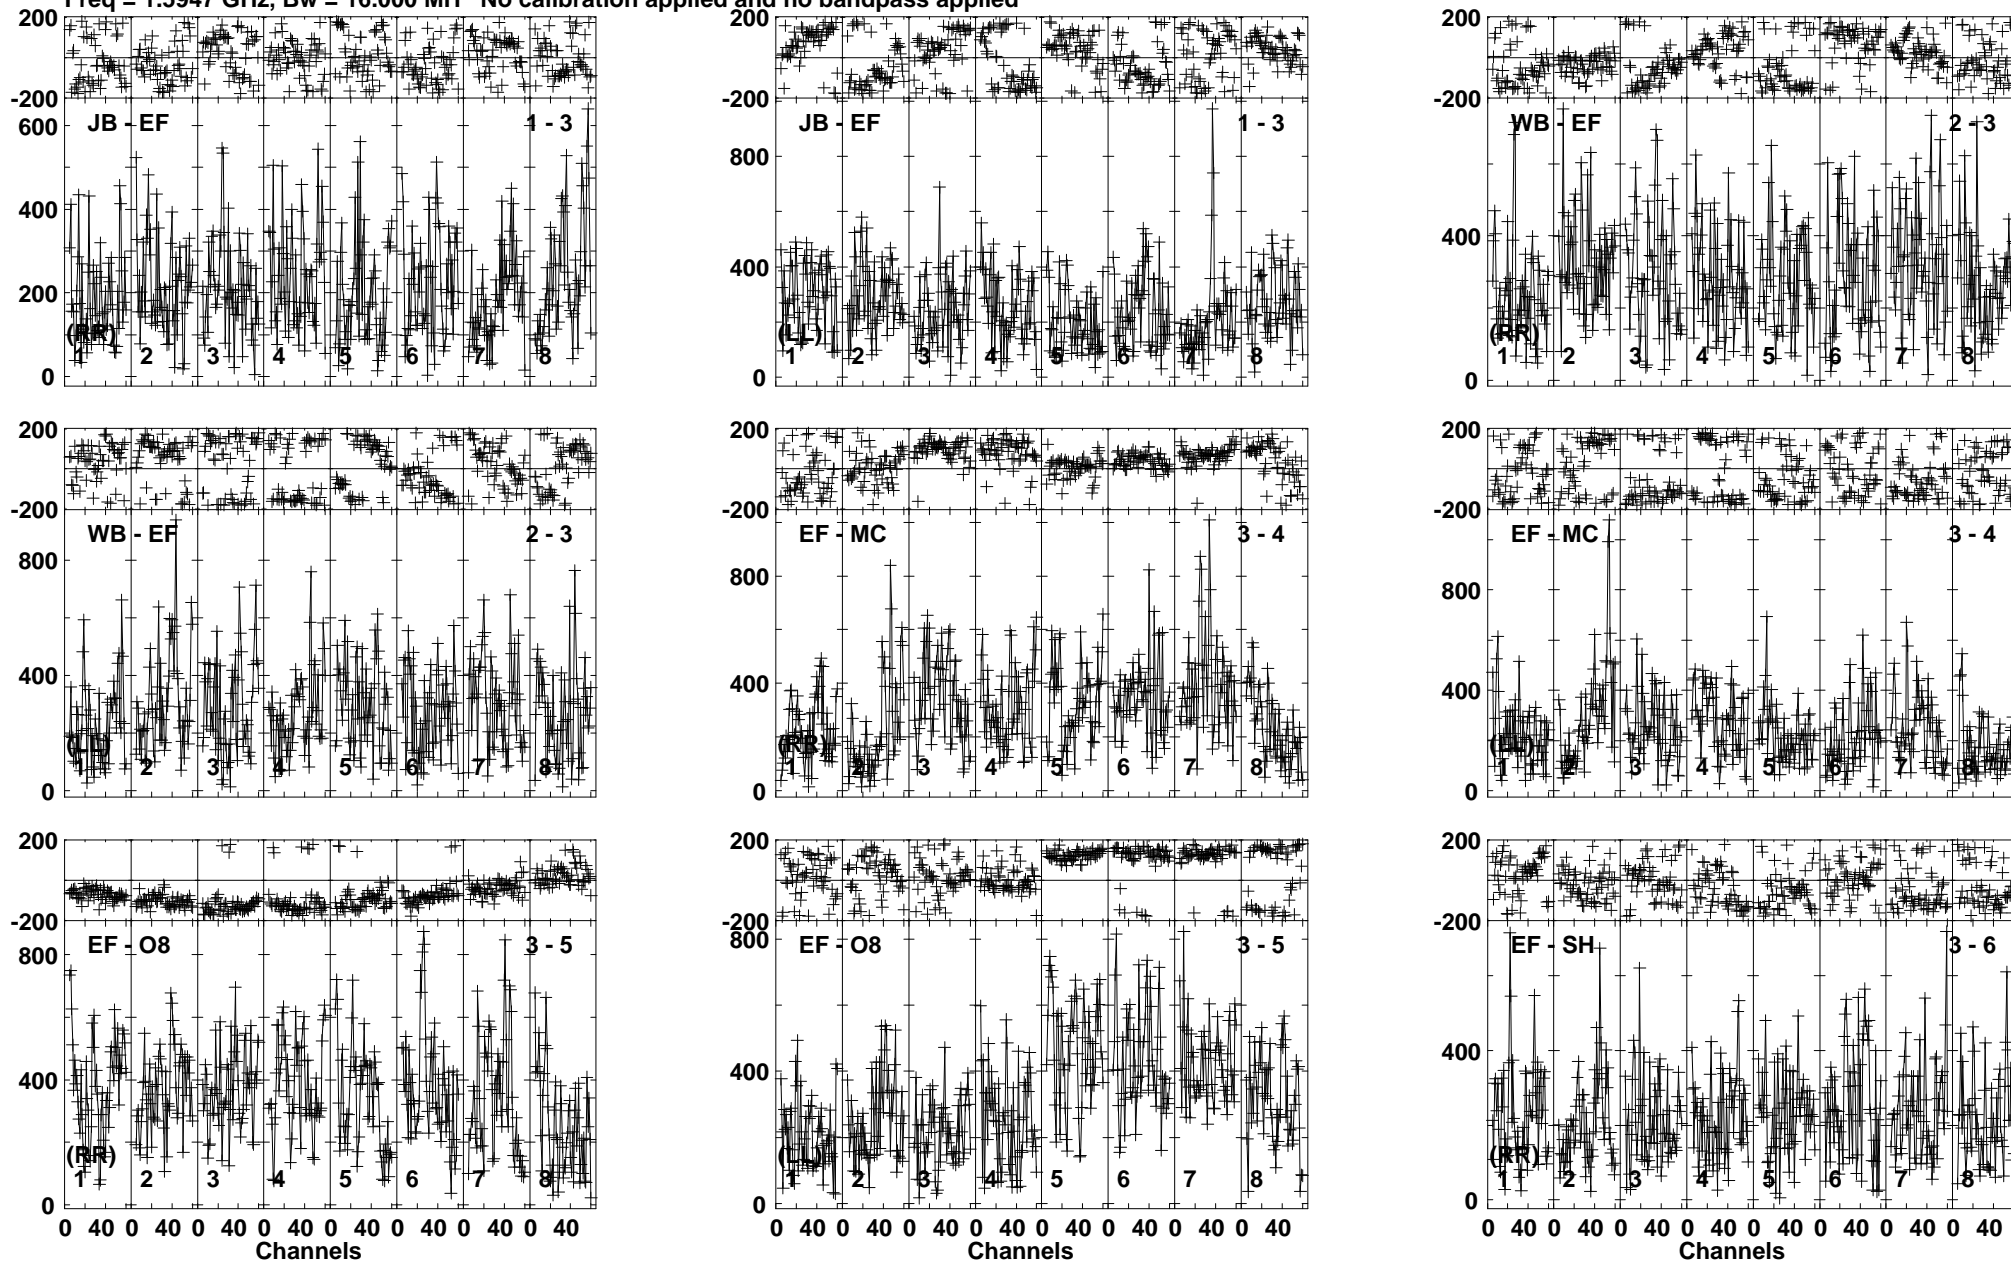 Freq = 1.5947 GHz, Bw = 16.000 MH No calibration applied and no bandpass applied
200 200 200
-200 -200 -200
JB - EF 1 - 3 JB - EF 1 - 3 WB - EF 2 - 3
600 800
400 400 400
200
(RR) (LL) (RR)
1 2 3 4 5 6 7 8 1 2 3 4 5 6 7 8 1 2 3 4 5 6 7 8
0 0 0
200 200 200
-200 -200 -200
WB - EF 2 - 3 EF - MC 3 - 4 EF - MC 3 - 4
800 800 800
400 400 400
(LL) (RR) (LL)
1 2 3 4 5 6 7 8 1 2 3 4 5 6 7 8 1 2 3 4 5 6 7 8
0 0 0
200 200 200
-200 -200 -200
EF - O8 3 - 5 EF - O8 3 - 5 EF - SH 3 - 6
800 800
400 400 400
(RR) (LL) (RR)
1 2 3 4 5 6 7 8 1 2 3 4 5 6 7 8 1 2 3 4 5 6 7 8
0 0 0
0 40 0 40 0 40 0 40 0 40 0 40 0 40 0 40 0 40 0 40 0 40 0 40 0 40 0 40 0 40 0 40 0 40 0 40 0 40 0 40 0 40 0 40 0 40 0 40
Channels Channels Channels